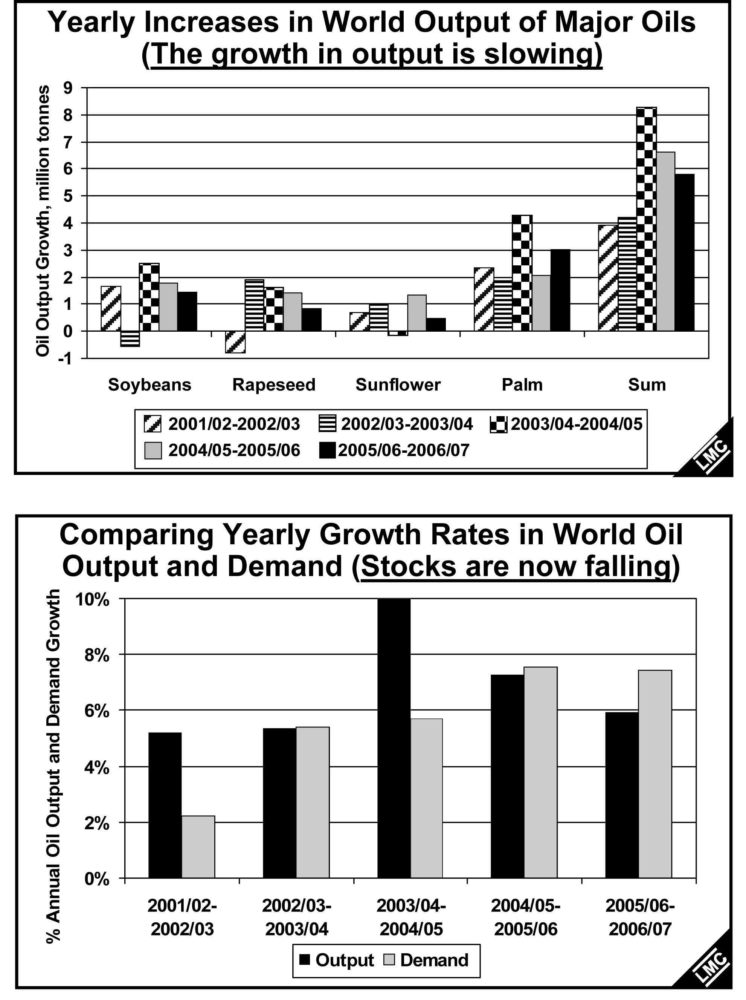 Yearly Increases in World Output of Major Oils
(The growth in output is slowing)
Oil Output Growth, million tonnes
9
8
7
6
5
4
3
2
1
0
-1
Soybeans Rapeseed Sunflower Palm Sum
2001/02-2002/03 2002/03-2003/04 2003/04-2004/05
2004/05-2005/06 2005/06-2006/07
LMC
Comparing Yearly Growth Rates in World Oil
Output and Demand (Stocks are now falling)
% Annual Oil Output and Demand Growth
10%
8%
6%
4%
2%
0%
2001/02- 2002/03- 2003/04- 2004/05- 2005/06-
2002/03 2003/04 2004/05 2005/06 2006/07
Output Demand
LMC